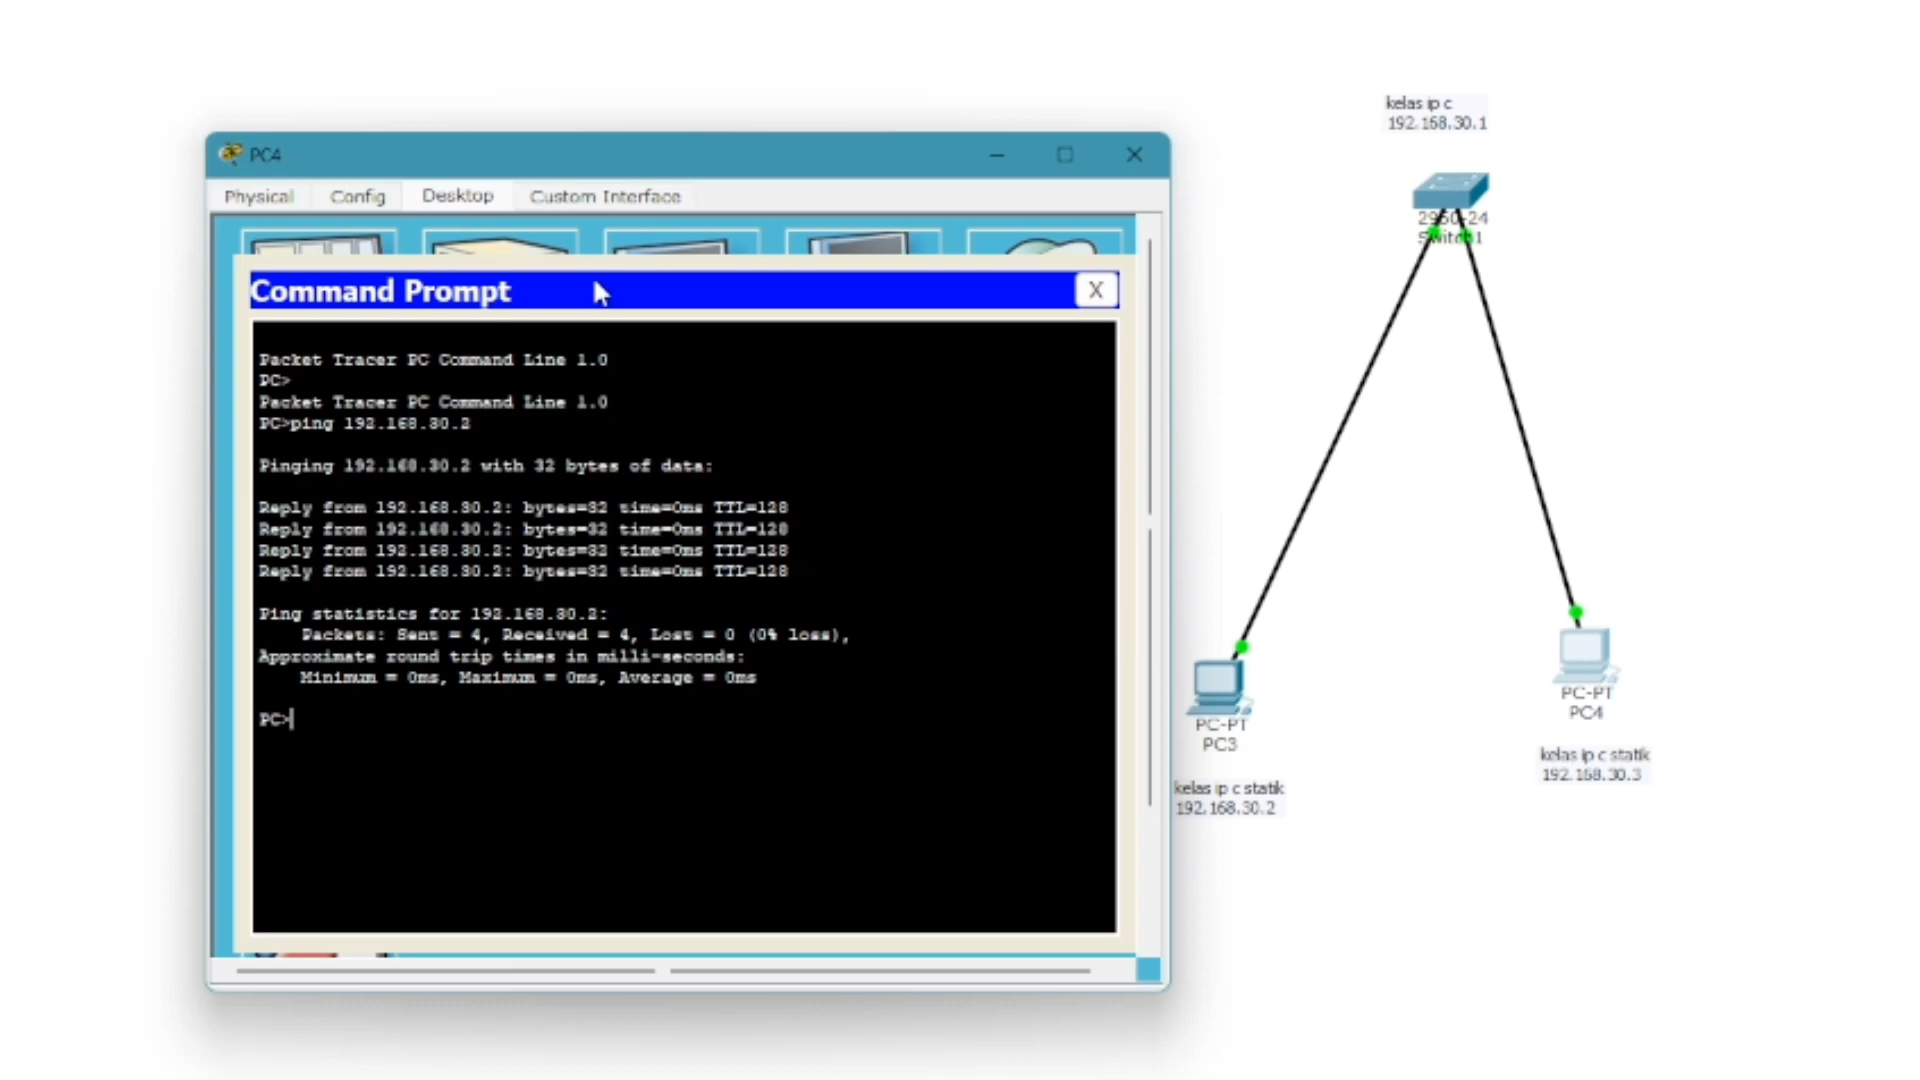 PC4
Physical Config Desktop Custom Interface
Command Prompt
X
Packet Tracer PC Command Line 1.0
PC>
Packet Tracer PC Command Line 1.0
PC>ping 192.168.30.2
Pinging 192.168.30.2 with 32 bytes of data:
Reply from 192.168.30.2: bytes=32 time=0ms TTL=128
Reply from 192.168.30.2: bytes=32 time=0ms TTL=128
Reply from 192.168.30.2: bytes=32 time=0ms TTL=128
Reply from 192.168.30.2: bytes=32 time=0ms TTL=128
Ping statistics for 192.168.30.2:
Packets: Sent = 4, Received = 4, Lost = 0 (0% loss),
Approximate round trip times in milli-seconds:
Minimum = 0ms, Maximum = 0ms, Average = 0ms
PC>
kelas ip c
192.168.30.1
2950-24
Switch1
PC-PT
PC3
kelas ip c statik
192.168.30.2
PC-PT
PC4
kelas ip c statik
192.168.30.3